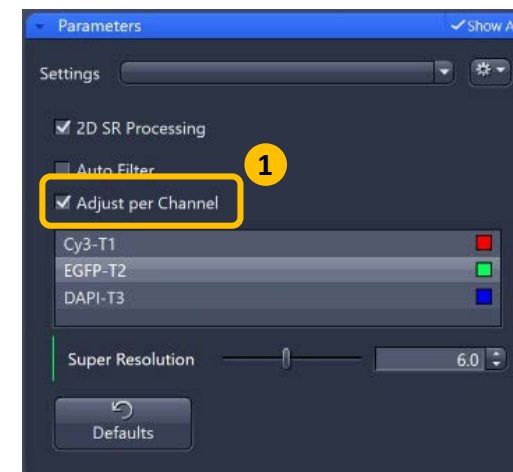 Parameters
Show A
Settings
2D SR Processing
Auto Filter
1
Adjust per Channel
Cy3-T1
EGFP-T2
DAPI-T3
Super Resolution 6.0
Defaults